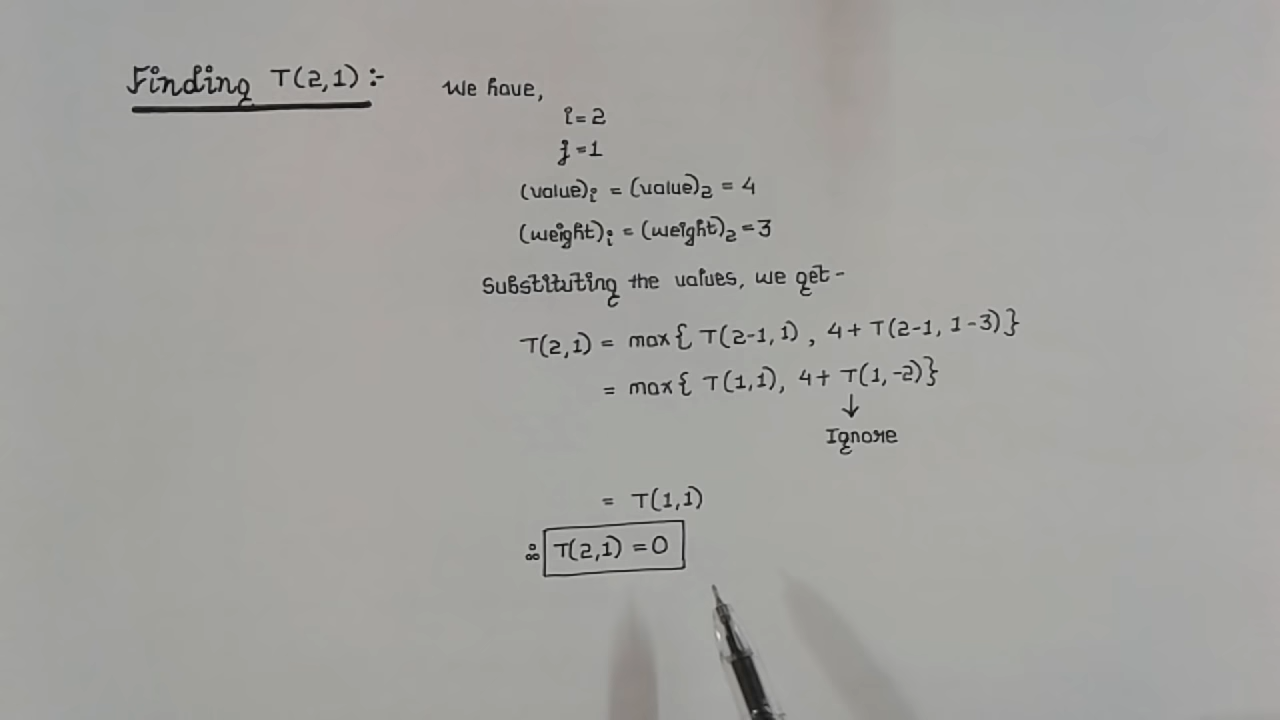 Finding T(2,1) :-
We have,
i = 2
j = 1
(value)i = (value)2 = 4
(weight)i = (weight)2 = 3
Substituting the values, we get -
T(2,1) = max{ T(2-1, 1) , 4 + T(2-1, 1-3) }
= max{ T(1,1), 4 + T(1,-2) }
↓
Ignore
= T(1,1)
∴ T(2,1) = 0